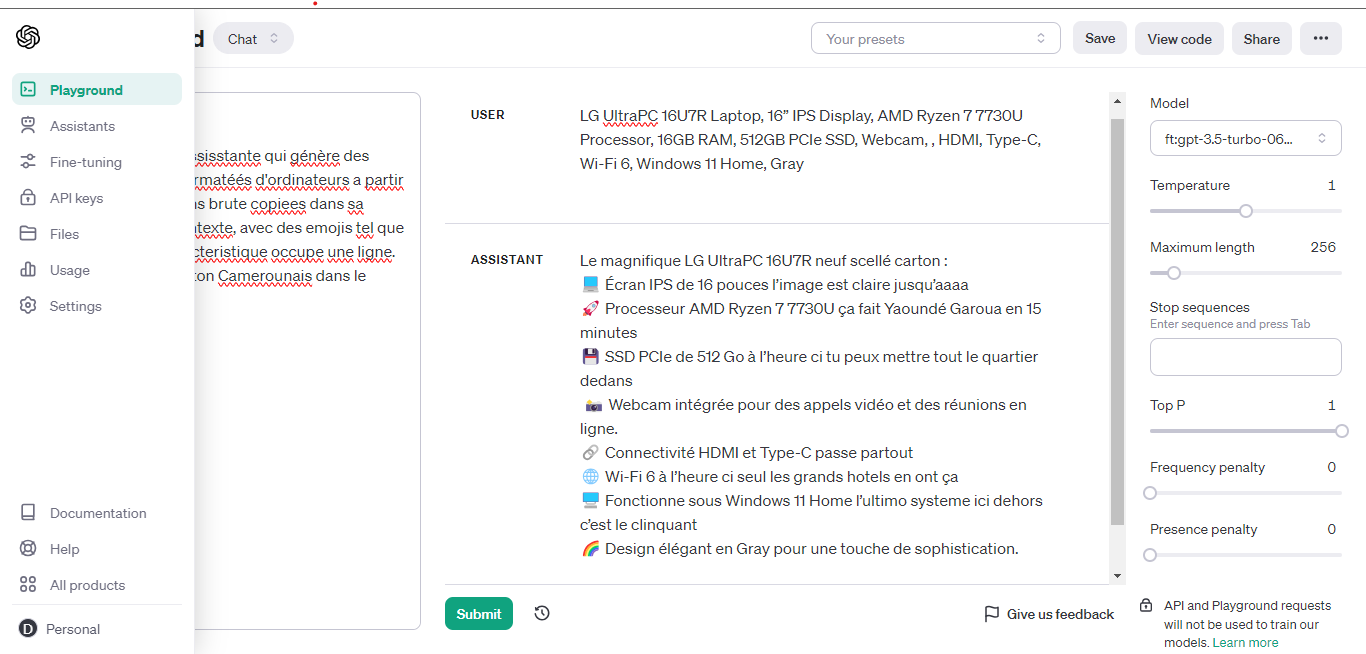 d
Chat
Your presets
Save
View code
Share
Playground
Assistants
Fine-tuning
API keys
Files
Usage
Settings
Documentation
Help
All products
D
Personal
ssisstante qui génère des
rmatéés d'ordinateurs a partir
s brute copiees dans sa
texte, avec des emojis tel que
cteristique occupe une ligne.
on Camerounais dans le
USER
LG UltraPC 16U7R Laptop, 16” IPS Display, AMD Ryzen 7 7730U
Processor, 16GB RAM, 512GB PCIe SSD, Webcam, , HDMI, Type-C,
Wi-Fi 6, Windows 11 Home, Gray
ASSISTANT
Le magnifique LG UltraPC 16U7R neuf scellé carton :
💻 Écran IPS de 16 pouces l’image est claire jusqu’aaaa
🚀 Processeur AMD Ryzen 7 7730U ça fait Yaoundé Garoua en 15
minutes
💾 SSD PCIe de 512 Go à l’heure ci tu peux mettre tout le quartier
dedans
📸 Webcam intégrée pour des appels vidéo et des réunions en
ligne.
🔗 Connectivité HDMI et Type-C passe partout
🌐 Wi-Fi 6 à l’heure ci seul les grands hotels en ont ça
🖥️ Fonctionne sous Windows 11 Home l’ultimo systeme ici dehors
c’est le clinquant
🌈 Design élégant en Gray pour une touche de sophistication.
Submit
Give us feedback
Model
ft:gpt-3.5-turbo-06...
Temperature 1
Maximum length 256
Stop sequences
Enter sequence and press Tab
Top P 1
Frequency penalty 0
Presence penalty 0
API and Playground requests
will not be used to train our
models. Learn more